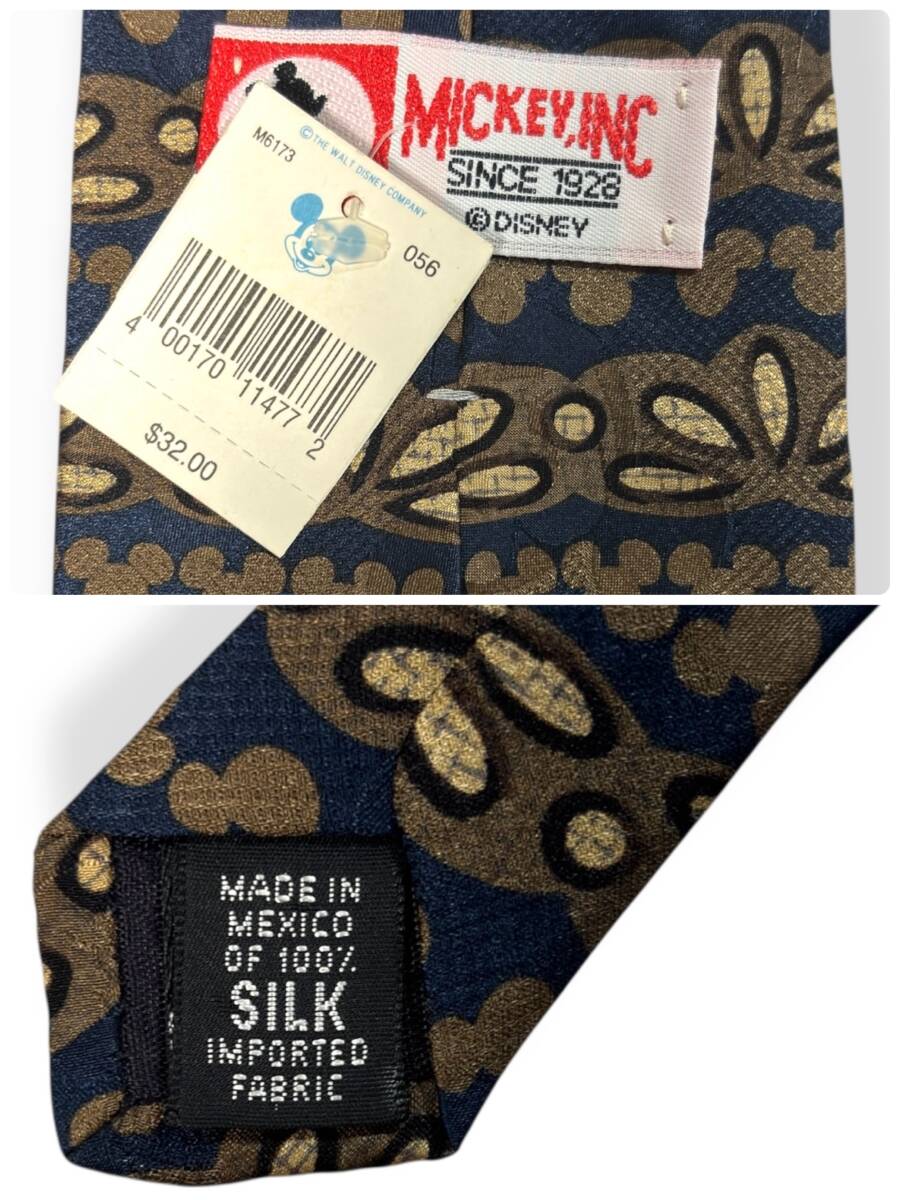 MICKEY, INC
SINCE 1928
© DISNEY
M6173
© THE WALT DISNEY COMPANY
056
4 00170 11477 2
$32.00
MADE IN
MEXICO
OF 100%
SILK
IMPORTED
FABRIC